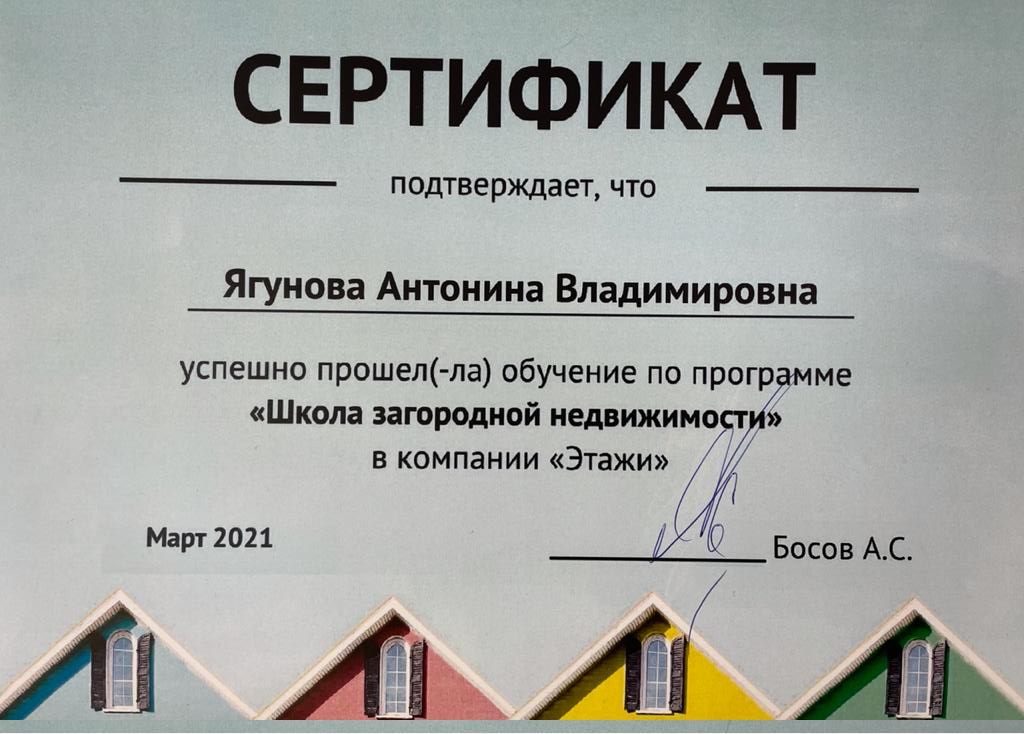 СЕРТИФИКАТ
подтверждает, что
Ягунова Антонина Владимировна
успешно прошел(-ла) обучение по программе
«Школа загородной недвижимости»
в компании «Этажи»
Март 2021
Босов А.С.